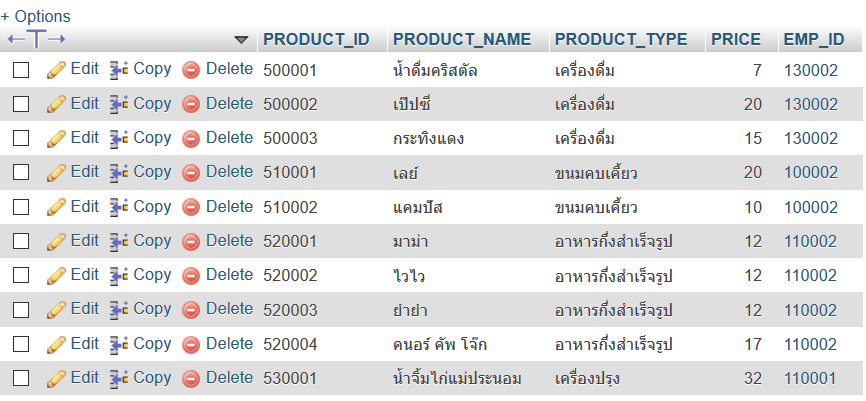 + Options
PRODUCT_ID PRODUCT_NAME PRODUCT_TYPE PRICE EMP_ID
Edit Copy Delete 500001 น้ำดื่มคริสตัล เครื่องดื่ม 7 130002
Edit Copy Delete 500002 เป๊ปซี่ เครื่องดื่ม 20 130002
Edit Copy Delete 500003 กระทิงแดง เครื่องดื่ม 15 130002
Edit Copy Delete 510001 เลย์ ขนมคบเคี้ยว 20 100002
Edit Copy Delete 510002 แคมปัส ขนมคบเคี้ยว 10 100002
Edit Copy Delete 520001 มาม่า อาหารกึ่งสำเร็จรูป 12 110002
Edit Copy Delete 520002 ไวไว อาหารกึ่งสำเร็จรูป 12 110002
Edit Copy Delete 520003 ยำยำ อาหารกึ่งสำเร็จรูป 12 110002
Edit Copy Delete 520004 คนอร์ คัพ โจ๊ก อาหารกึ่งสำเร็จรูป 17 110002
Edit Copy Delete 530001 น้ำจิ้มไก่แม่ประนอม เครื่องปรุง 32 110001